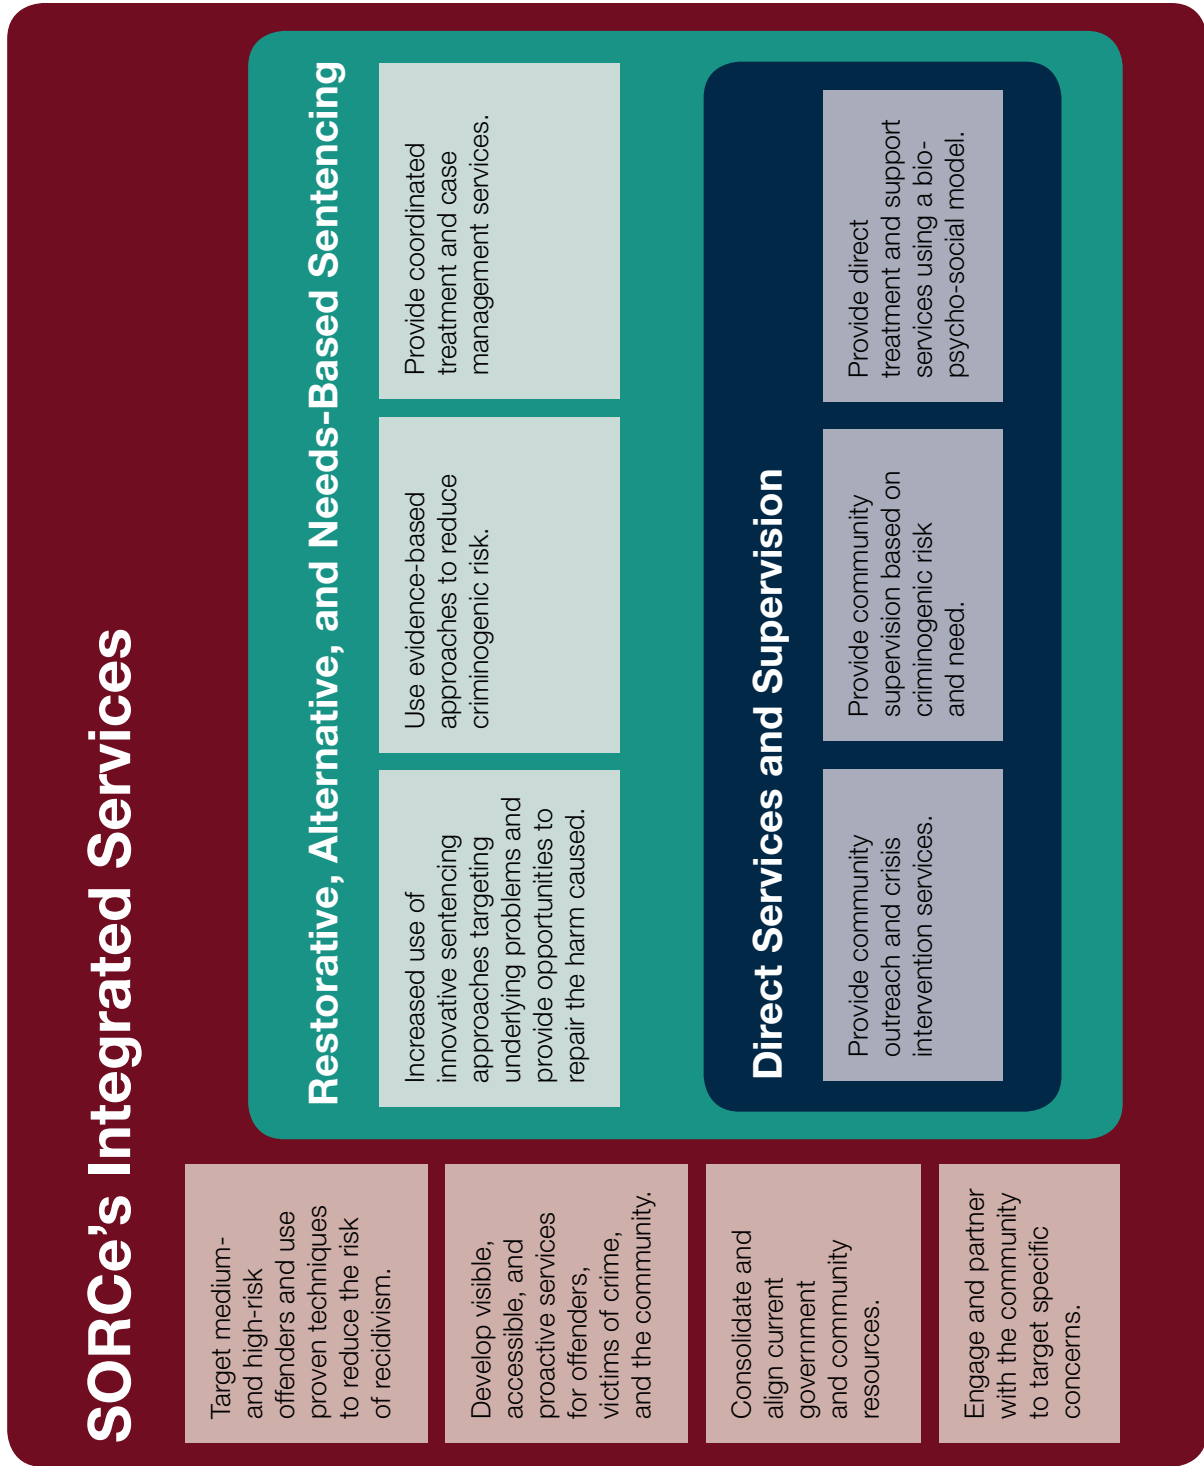 SORCe's Integrated Services
Target medium-
and high-risk
offenders and use
proven techniques
to reduce the risk
of recidivism.
Develop visible,
accessible, and
proactive services
for offenders,
victims of crime,
and the community.
Consolidate and
align current
government
and community
resources.
Engage and partner
with the community
to target specific
concerns.
Restorative, Alternative, and Needs-Based Sentencing
Increased use of
innovative sentencing
approaches targeting
underlying problems and
provide opportunities to
repair the harm caused.
Use evidence-based
approaches to reduce
criminogenic risk.
Provide coordinated
treatment and case
management services.
Direct Services and Supervision
Provide community
outreach and crisis
intervention services.
Provide community
supervision based on
criminogenic risk
and need.
Provide direct
treatment and support
services using a bio-
psycho-social model.